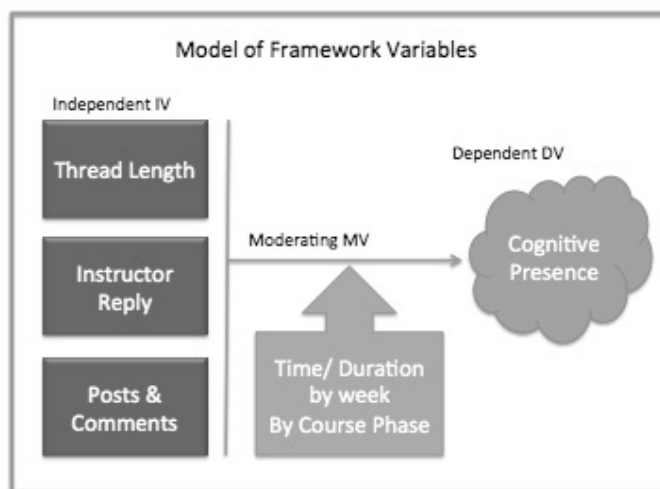 Model of Framework Variables
Independent IV
Thread Length
Instructor
Reply
Posts &
Comments
Moderating MV
Time/ Duration
by week
By Course Phase
Dependent DV
Cognitive
Presence